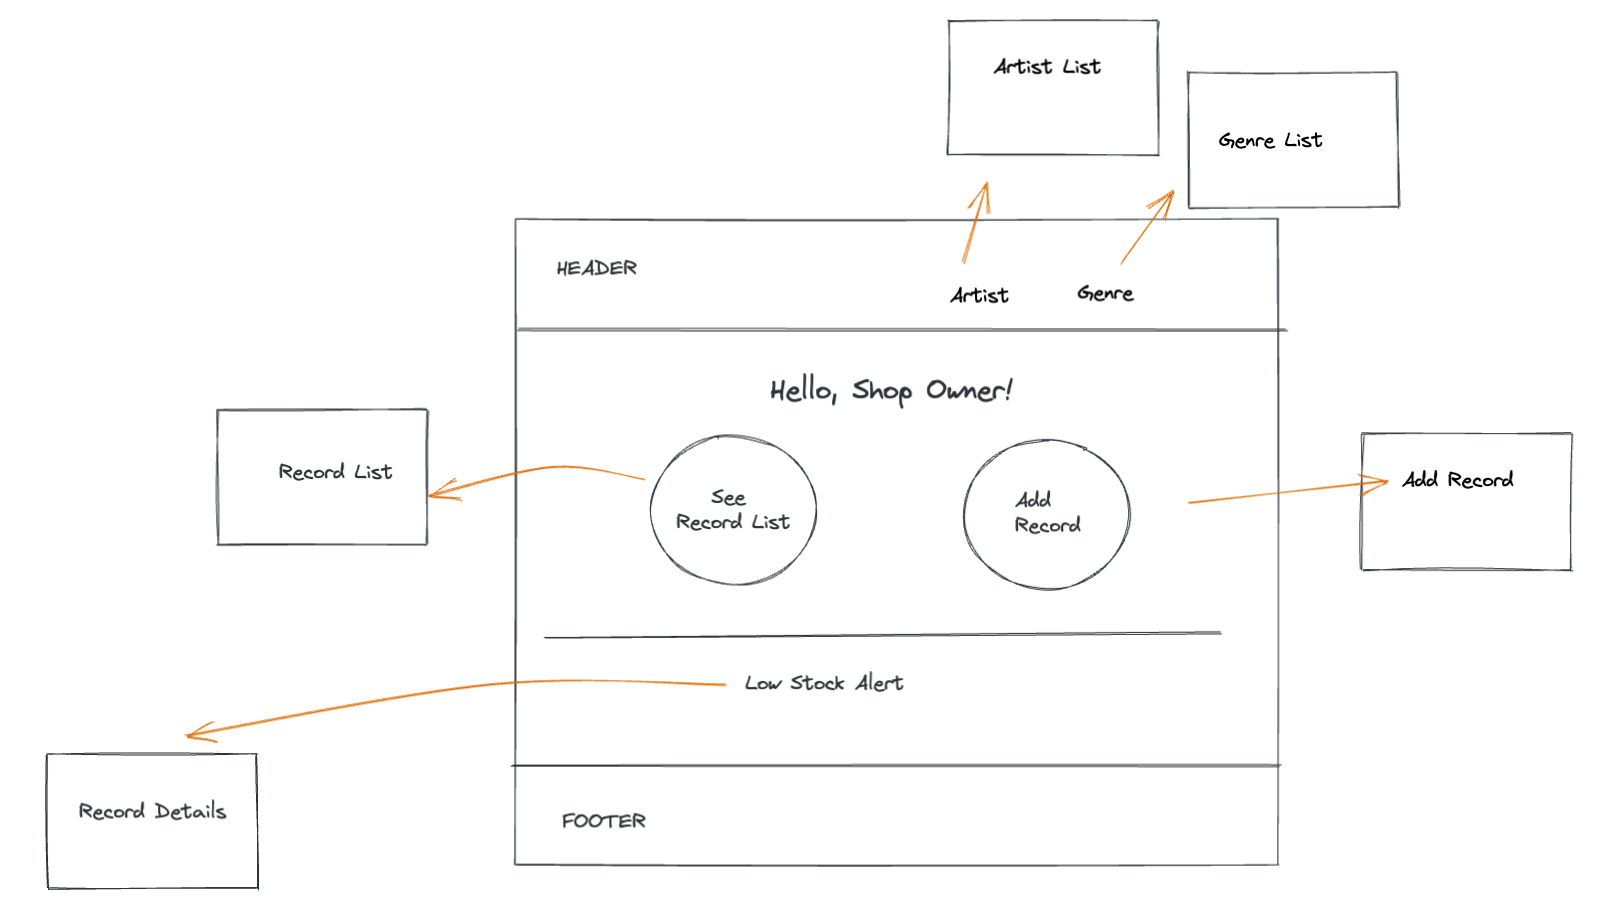 Artist List
Genre List
HEADER
Artist
Genre
Hello, Shop Owner!
Record List
See
Record List
Add
Record
Add Record
Low Stock Alert
Record Details
FOOTER